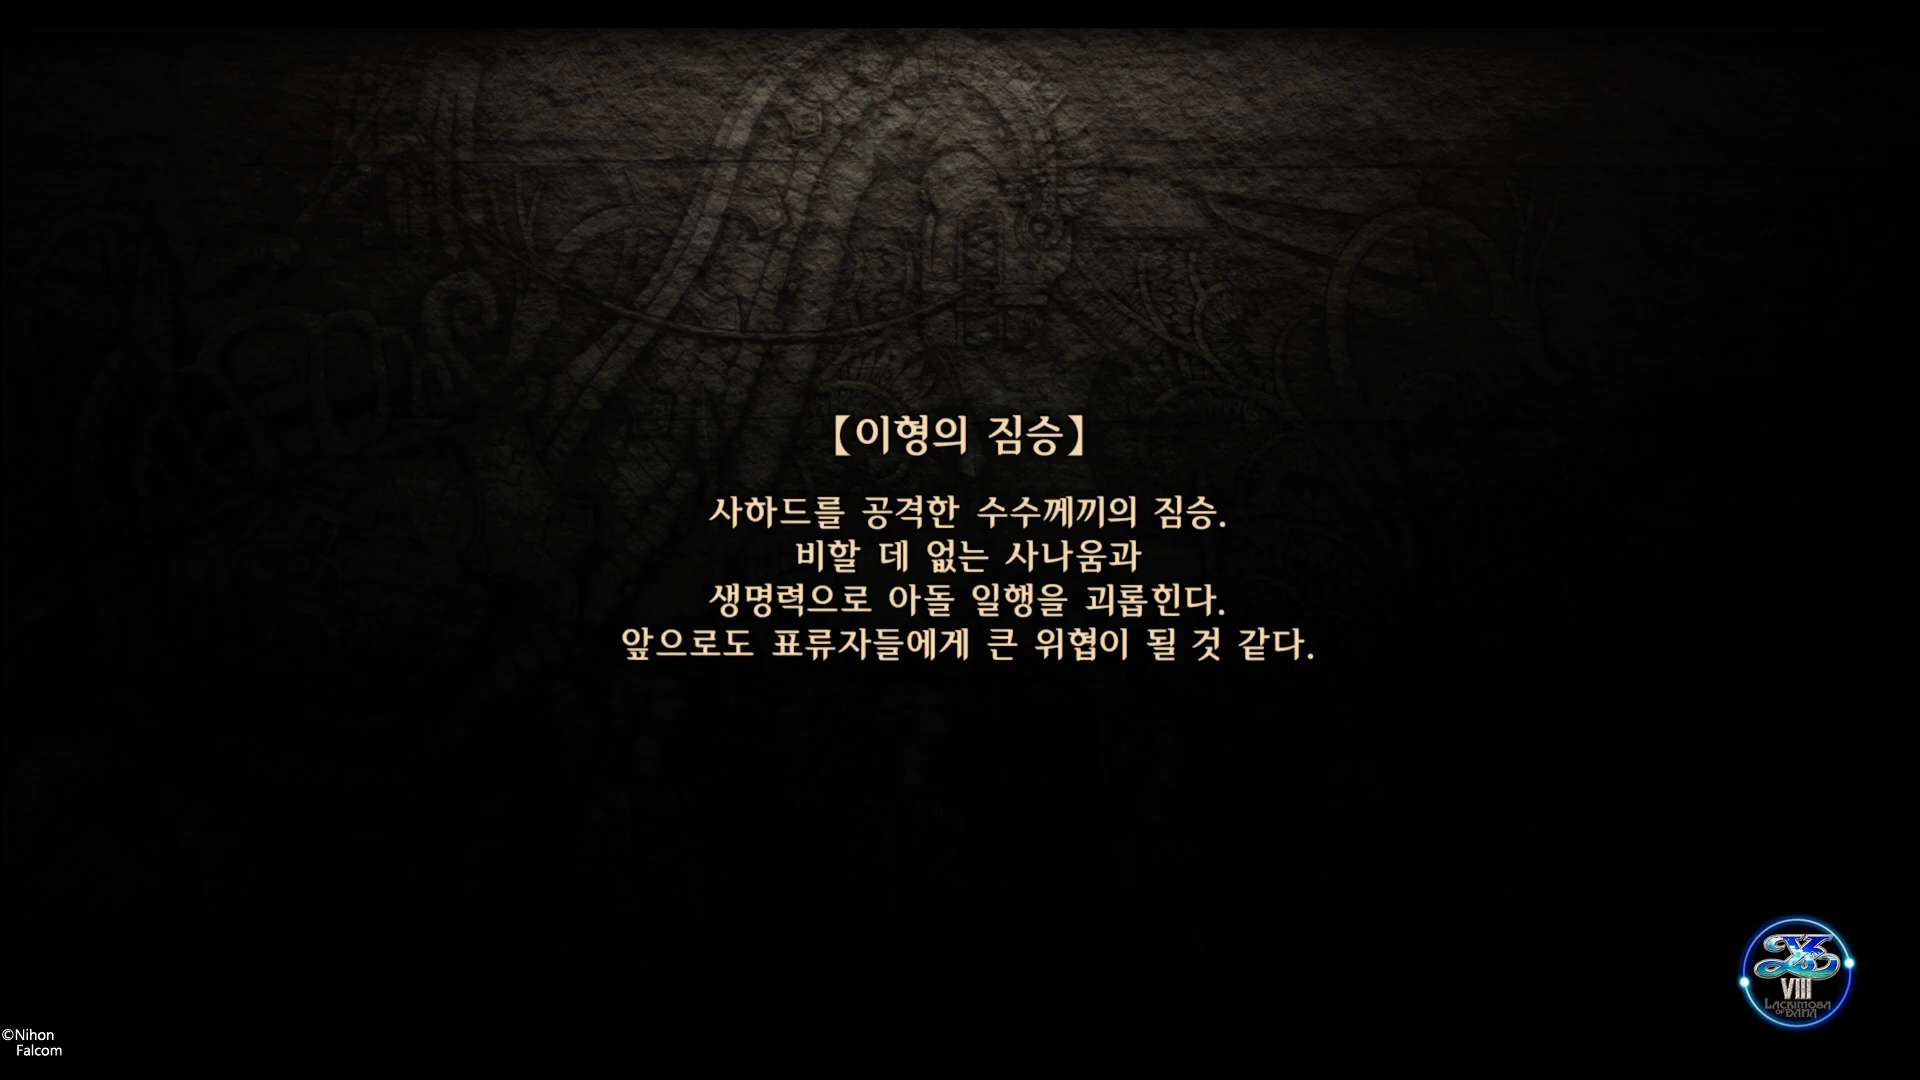 【이형의 짐승】
사하드를 공격한 수수께끼의 짐승.
비할 데 없는 사나움과
생명력으로 아돌 일행을 괴롭힌다.
앞으로도 표류자들에게 큰 위협이 될 것 같다.
Ys
VIII
LACRIMOSA
OF DANA
©Nihon
Falcom